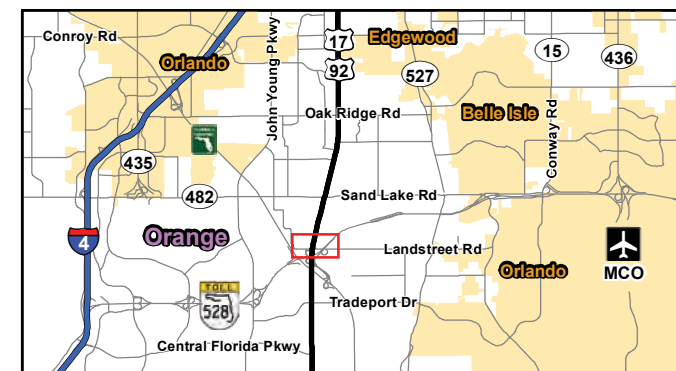 Conroy Rd
Orlando
John Young Pkwy
17
92
Edgewood
527
15
436
Oak Ridge Rd
Belle Isle
Conway Rd
435
482
Sand Lake Rd
Orange
4
Landstreet Rd
Orlando
MCO
TOLL
528
Tradeport Dr
Central Florida Pkwy